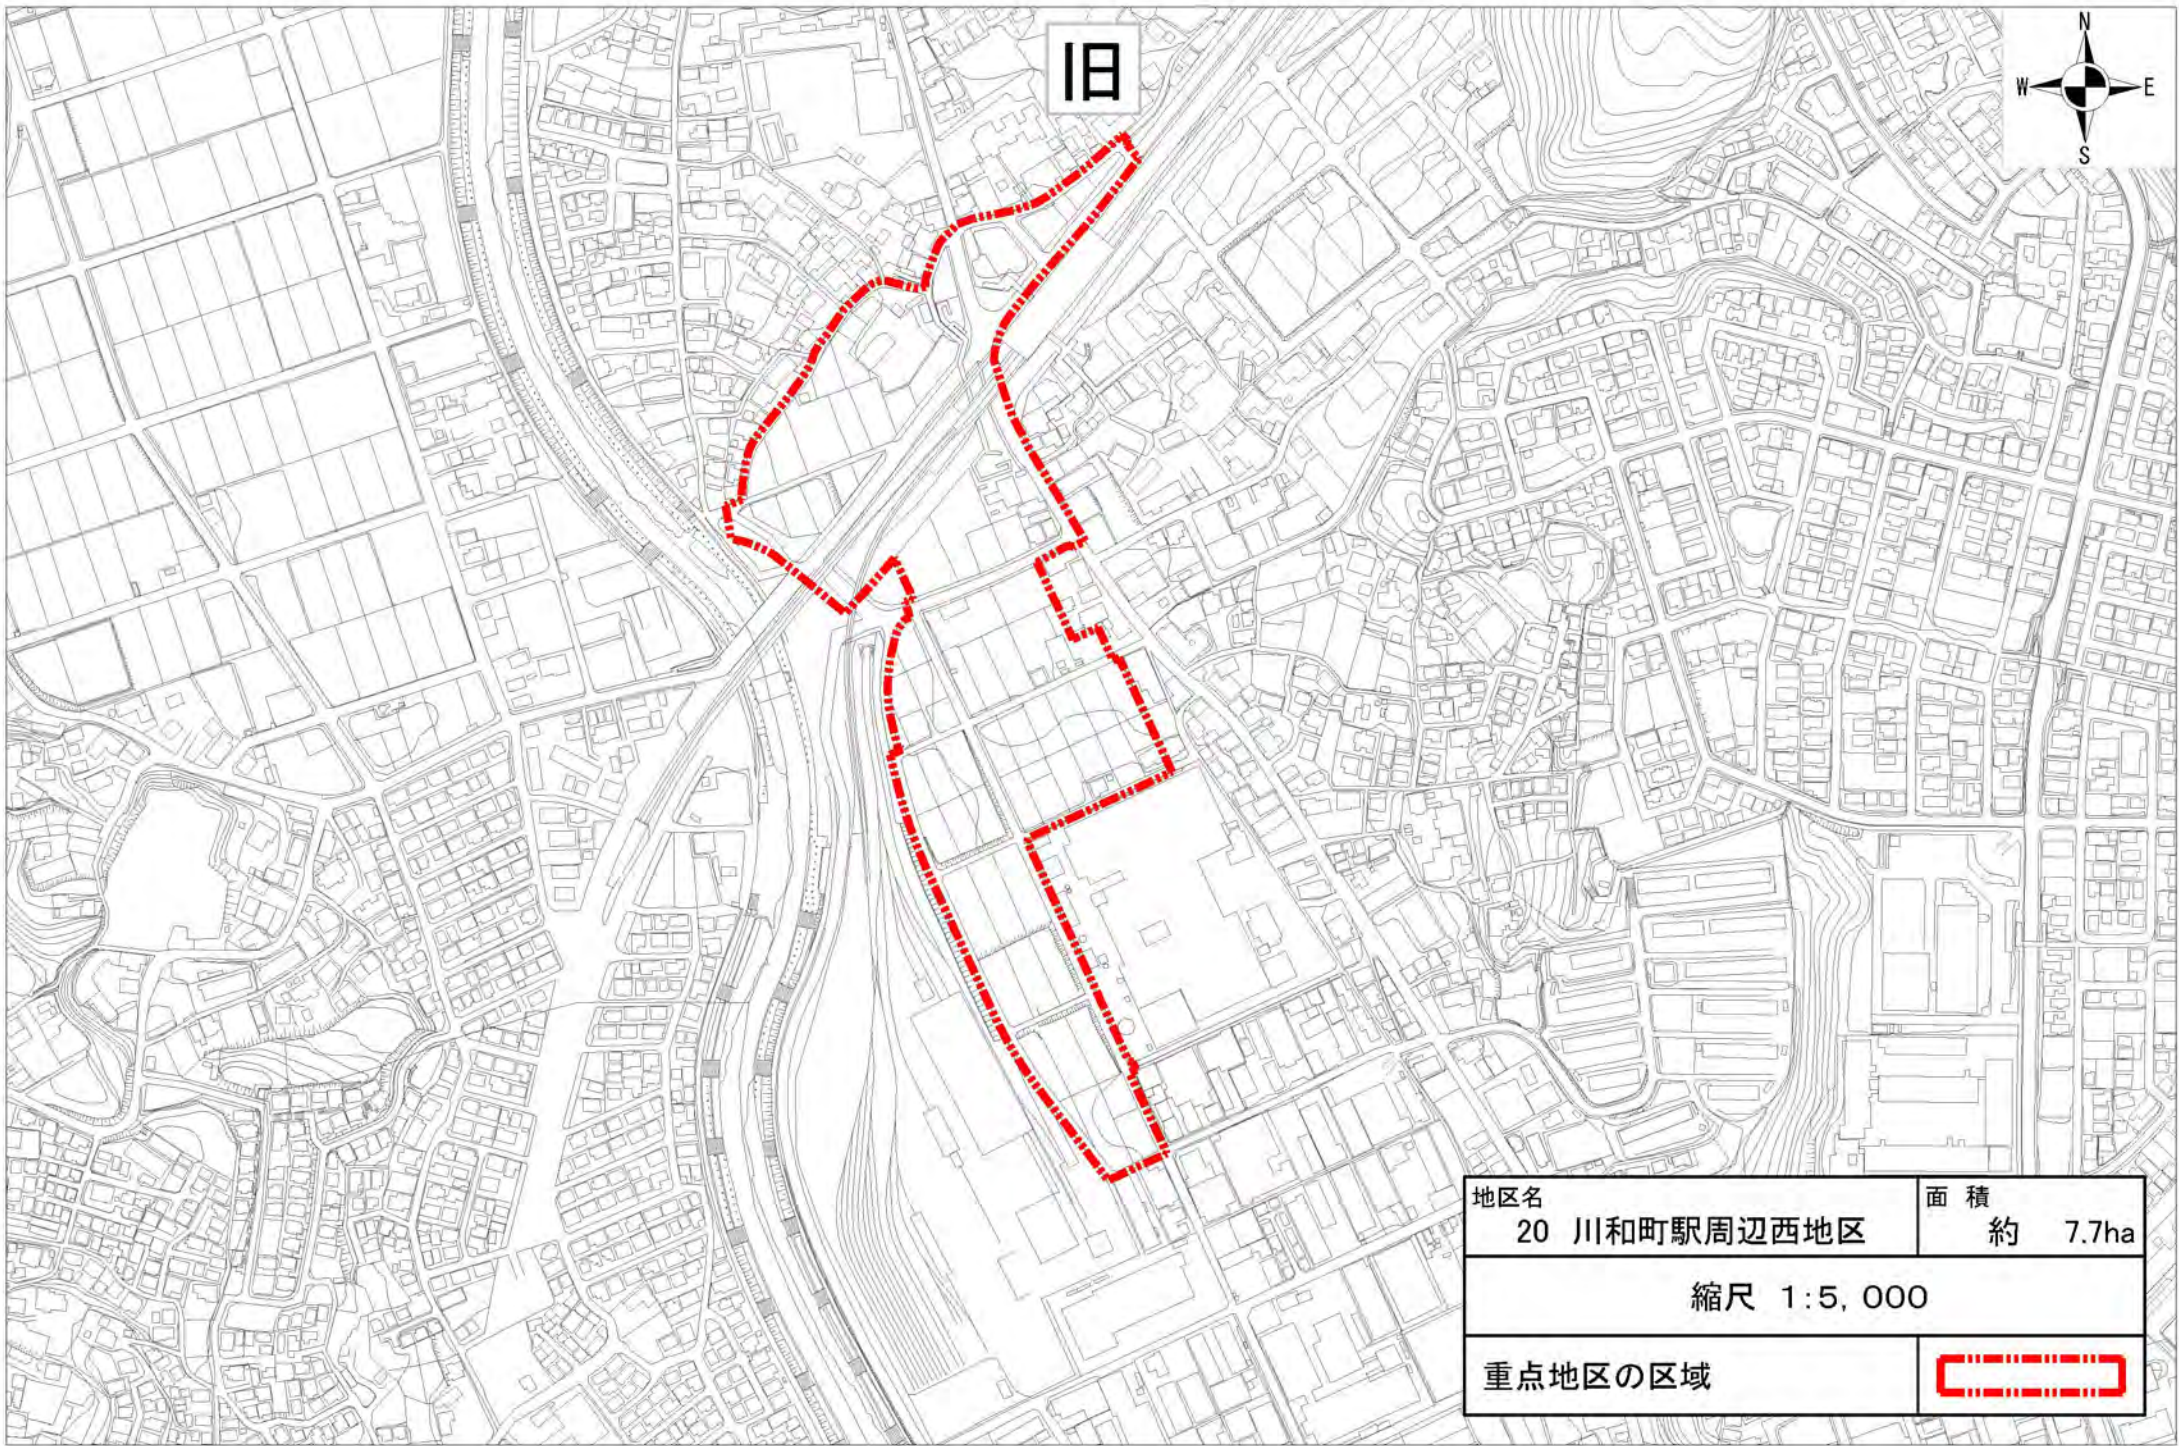 旧
N
W E
S
地区名
20 川和町駅周辺西地区
面 積
約 7.7ha
縮尺 1:5,000
重点地区の区域